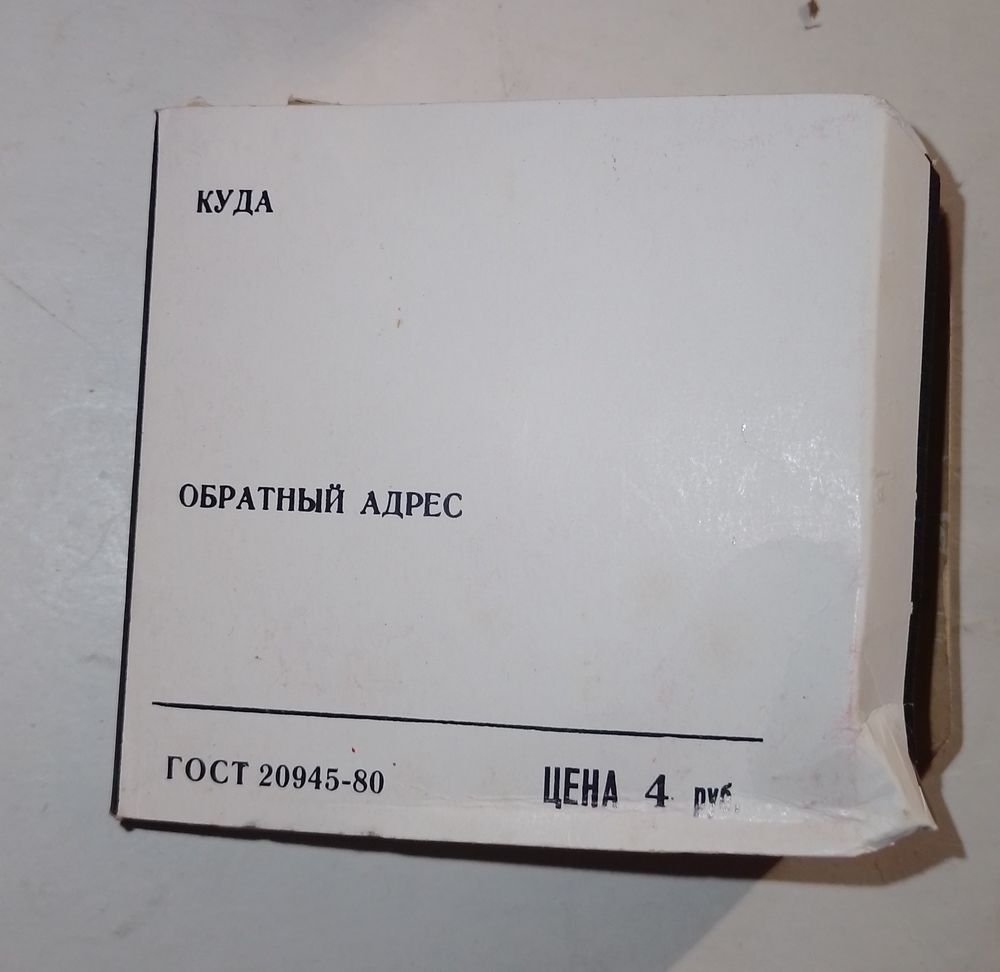 КУДА
ОБРАТНЫЙ АДРЕС
ГОСТ 20945-80
ЦЕНА 4 руб.